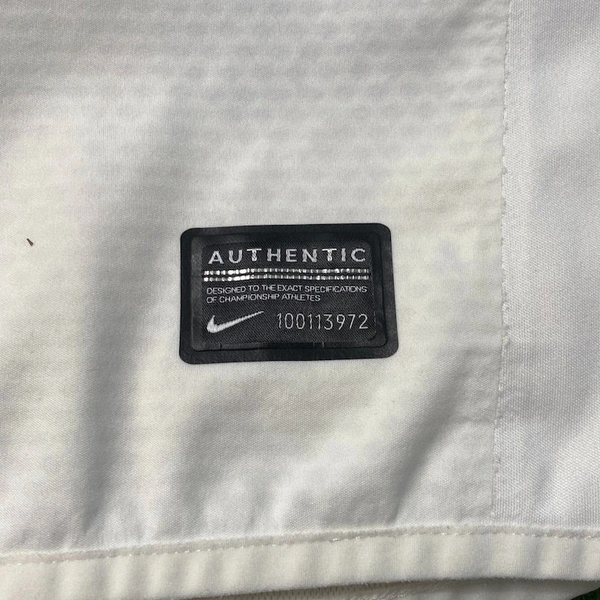 AUTHENTIC
DESIGNED TO THE EXACT SPECIFICATIONS
OF CHAMPIONSHIP ATHLETES
100113972